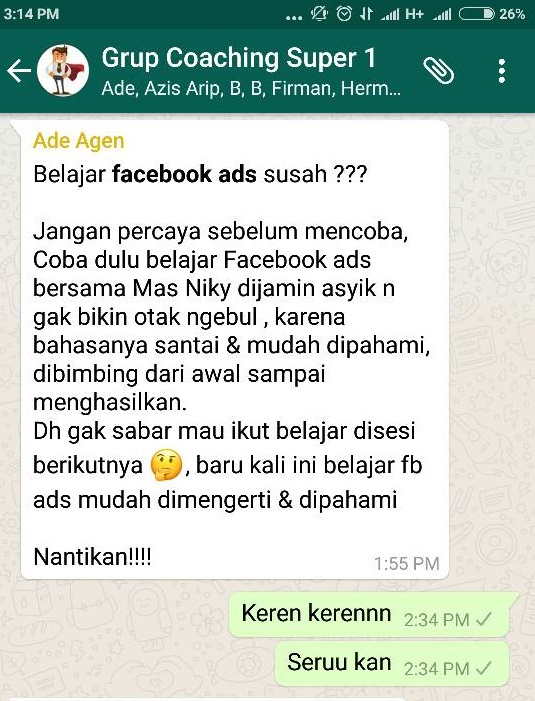 3:14 PM ... H+ 26%
Grup Coaching Super 1
Ade, Azis Arip, B, B, Firman, Herm...
Ade Agen
Belajar facebook ads susah ???
Jangan percaya sebelum mencoba,
Coba dulu belajar Facebook ads
bersama Mas Niky dijamin asyik n
gak bikin otak ngebul , karena
bahasanya santai & mudah dipahami,
dibimbing dari awal sampai
menghasilkan.
Dh gak sabar mau ikut belajar disesi
berikutnya 🤔, baru kali ini belajar fb
ads mudah dimengerti & dipahami
Nantikan!!!!
1:55 PM
Keren kerennn 2:34 PM ✓
Seruu kan 2:34 PM ✓